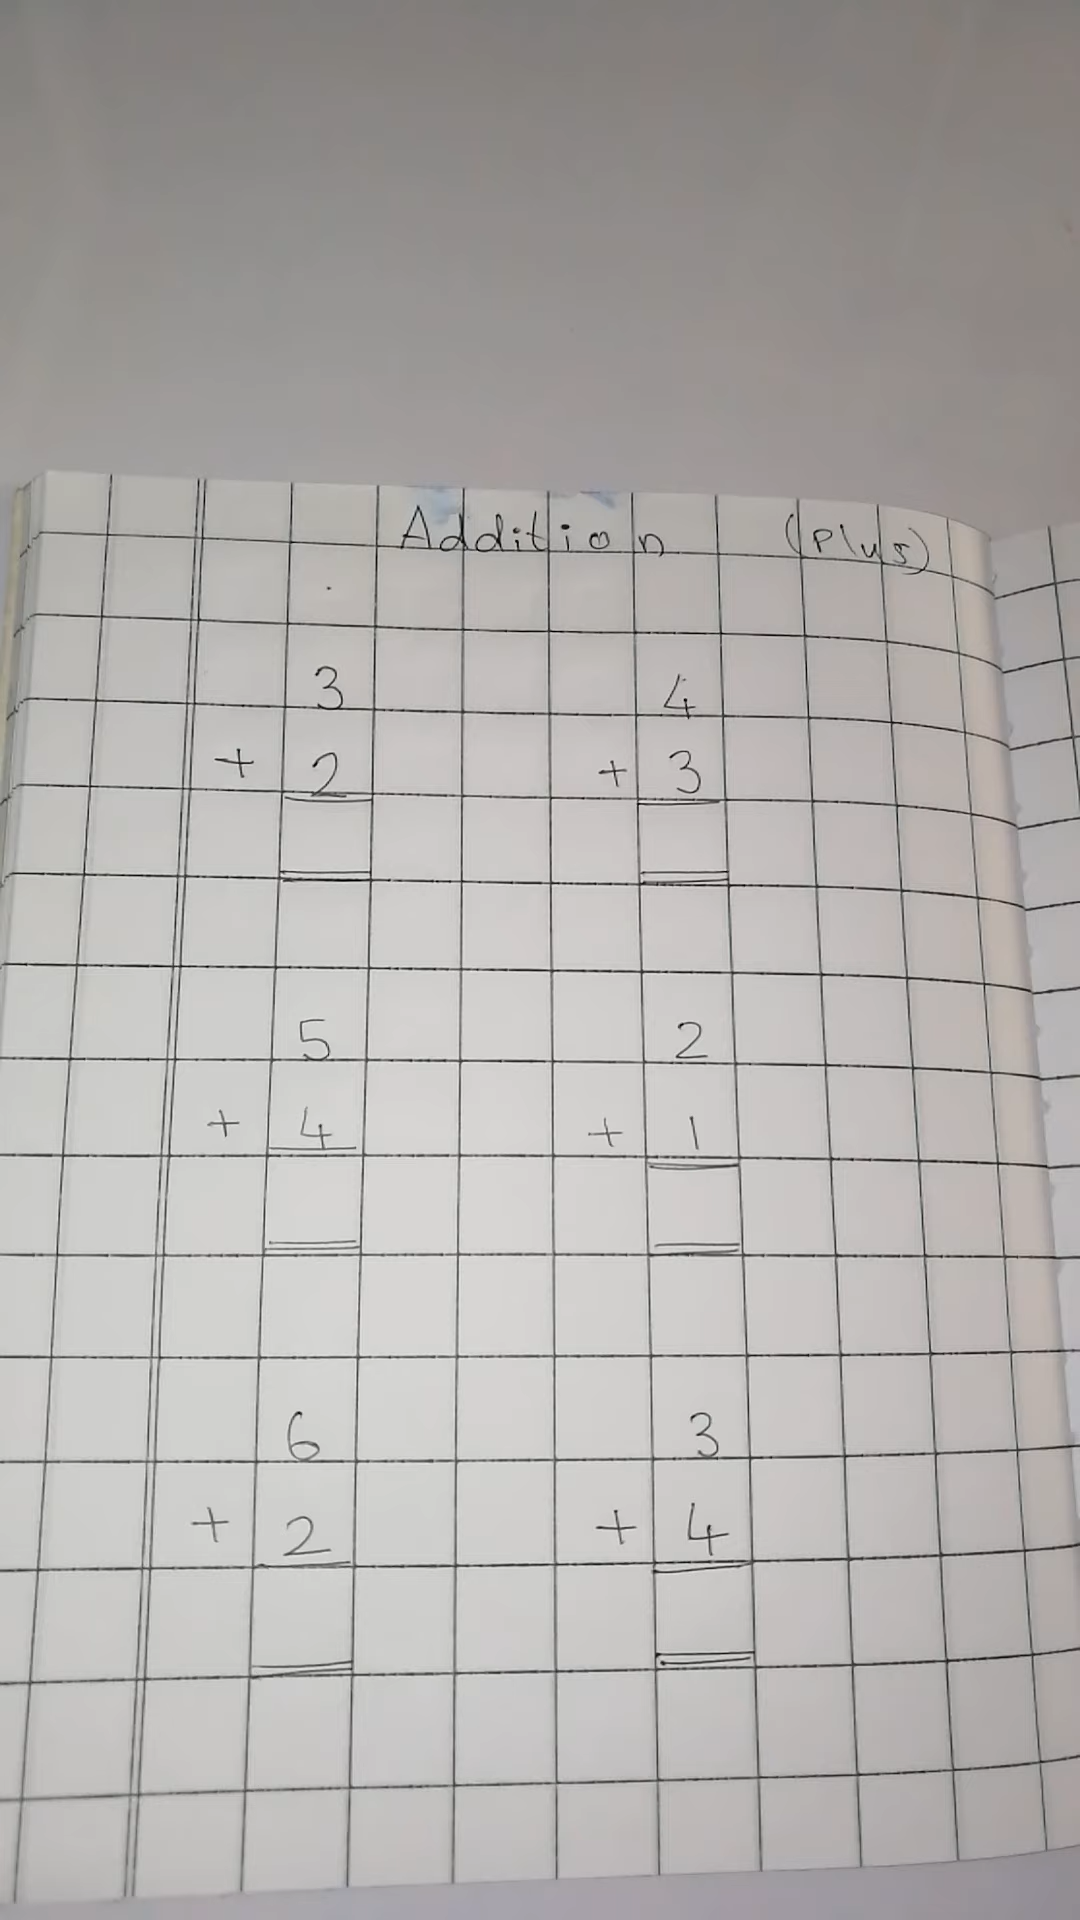 Addition (Plus)
3 4
+ 2 + 3
5 2
+ 4 + 1
6 3
+ 2 + 4